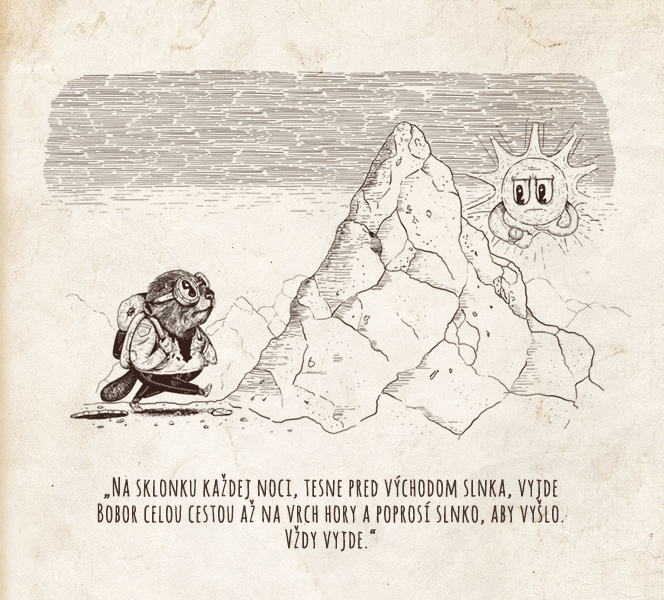 „Na sklonku každej noci, tesne pred východom slnka, vyjde
Bobor celou cestou až na vrch hory a poprosí slnko, aby vyšlo.
Vždy vyjde.“